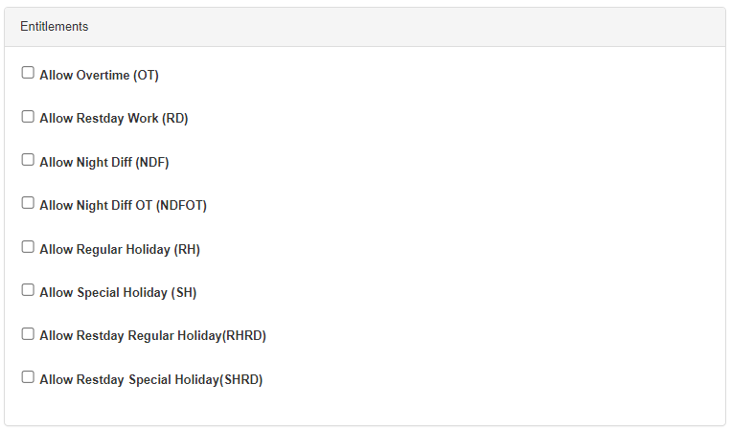 Entitlements
Allow Overtime (OT)
Allow Restday Work (RD)
Allow Night Diff (NDF)
Allow Night Diff OT (NDFOT)
Allow Regular Holiday (RH)
Allow Special Holiday (SH)
Allow Restday Regular Holiday(RHRD)
Allow Restday Special Holiday(SHRD)